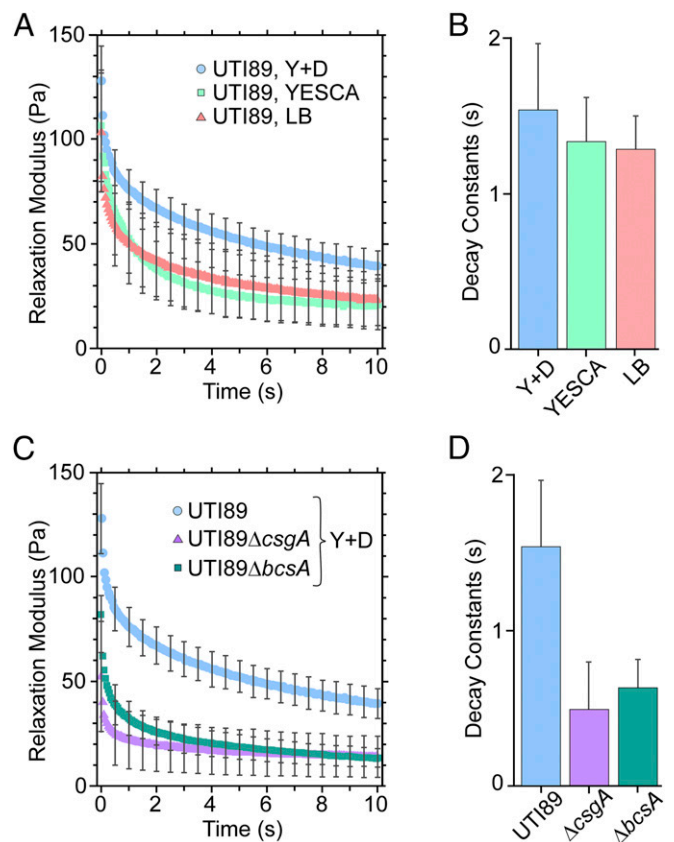 A
150
100
50
0
Relaxation Modulus (Pa)
UTI89, Y+D
UTI89, YESCA
UTI89, LB
0 2 4 6 8 10
Time (s)
B
2
1
0
Decay Constants (s)
Y+D YESCA LB
C
150
100
50
0
Relaxation Modulus (Pa)
UTI89
UTI89ΔcsgA
UTI89ΔbcsA
Y+D
0 2 4 6 8 10
Time (s)
D
2
1
0
Decay Constants (s)
UTI89 ΔcsgA ΔbcsA